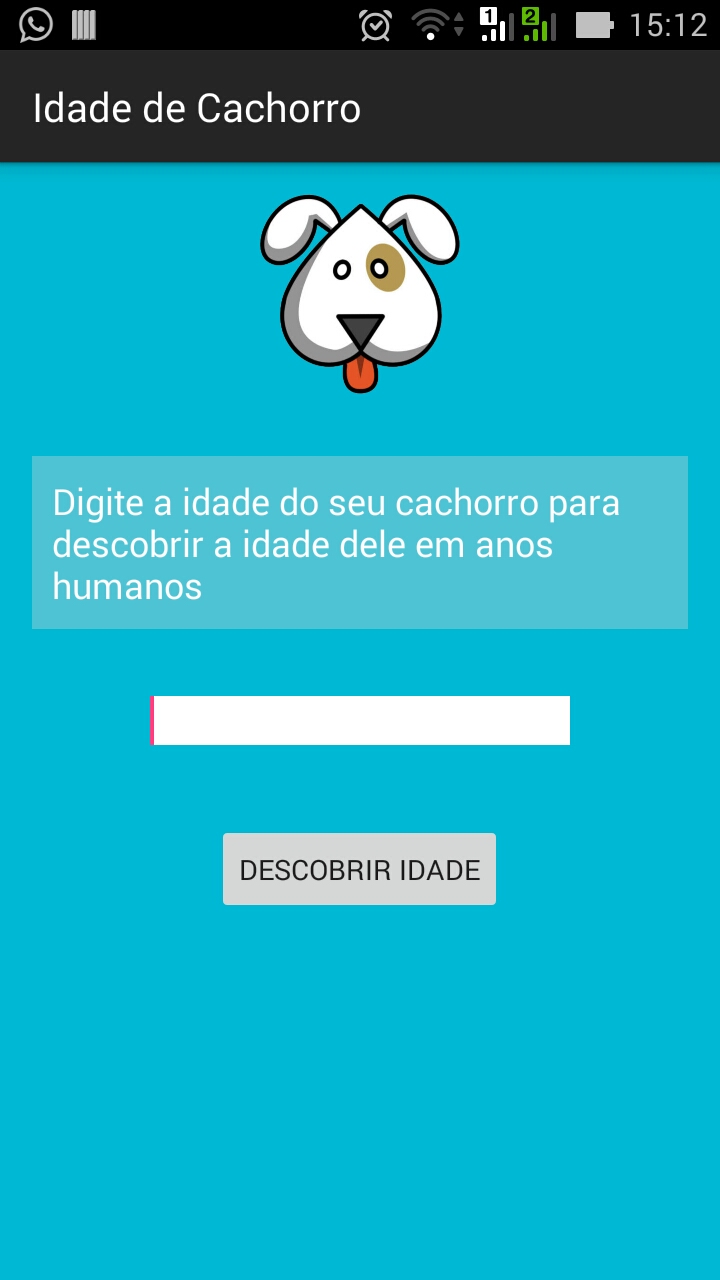 1 2 15:12
Idade de Cachorro
Digite a idade do seu cachorro para
descobrir a idade dele em anos
humanos
DESCOBRIR IDADE